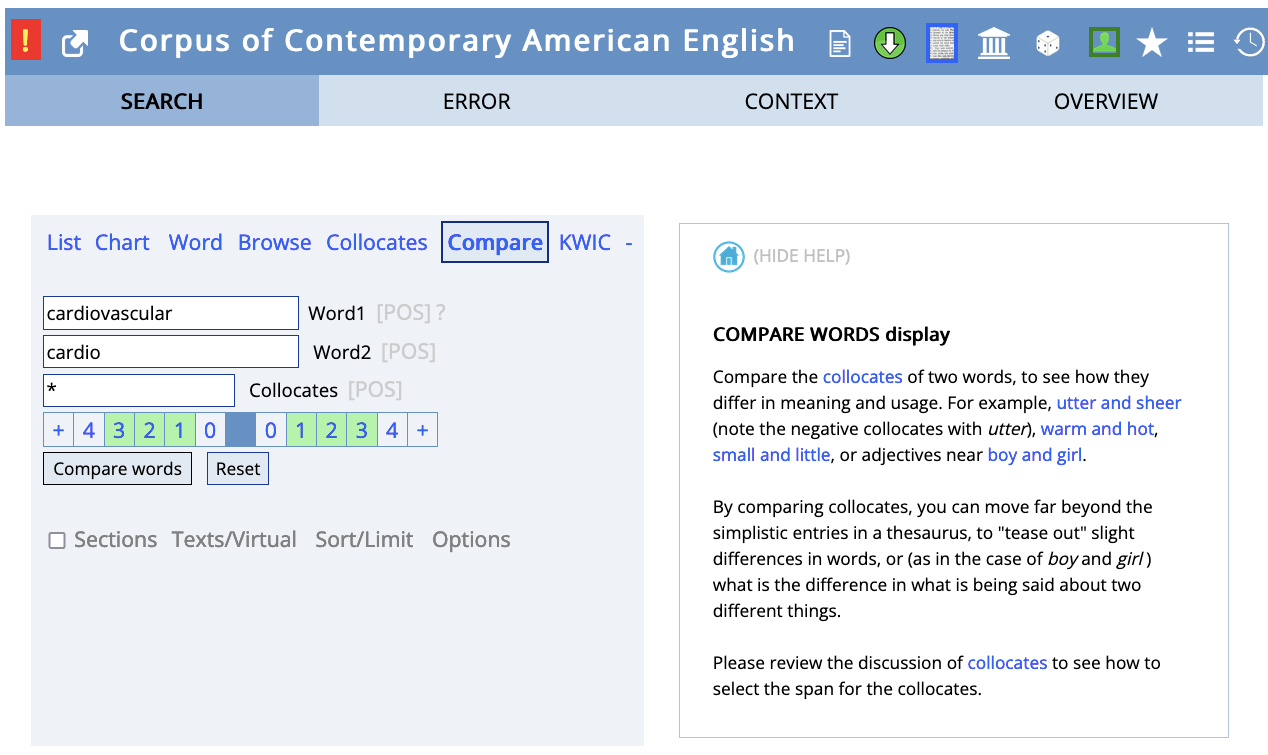 ! Corpus of Contemporary American English
SEARCH ERROR CONTEXT OVERVIEW
List Chart Word Browse Collocates Compare KWIC -
cardiovascular Word1 [POS] ?
cardio Word2 [POS]
* Collocates [POS]
+ 4 3 2 1 0 0 1 2 3 4 +
Compare words Reset
Sections Texts/Virtual Sort/Limit Options
(HIDE HELP)
COMPARE WORDS display
Compare the collocates of two words, to see how they
differ in meaning and usage. For example, utter and sheer
(note the negative collocates with utter), warm and hot,
small and little, or adjectives near boy and girl.
By comparing collocates, you can move far beyond the
simplistic entries in a thesaurus, to "tease out" slight
differences in words, or (as in the case of boy and girl)
what is the difference in what is being said about two
different things.
Please review the discussion of collocates to see how to
select the span for the collocates.